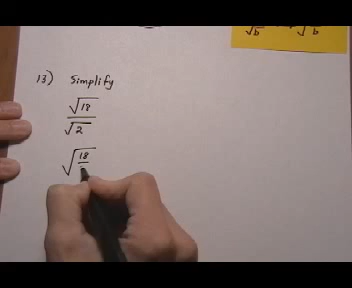 √b √b
13) Simplify
√18
√2
√18